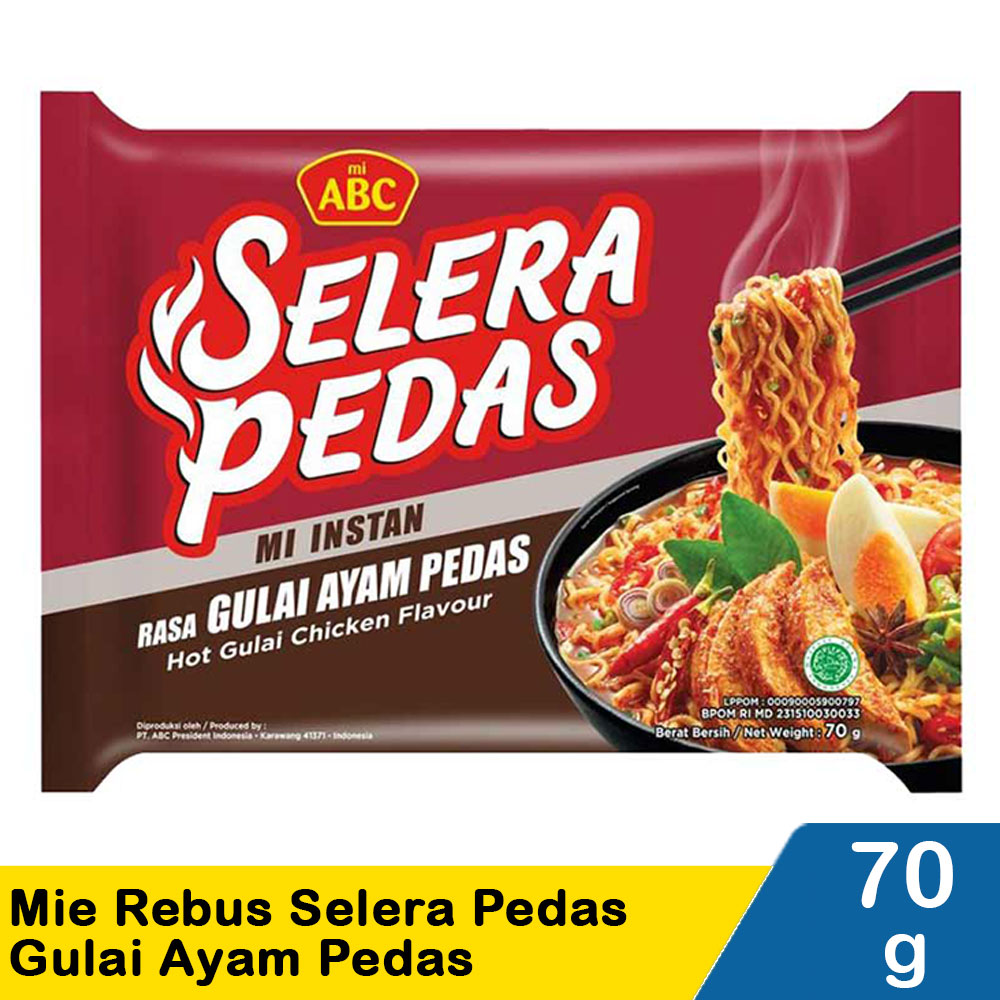 mi
ABC
SELERA
PEDAS
MI INSTAN
RASA GULAI AYAM PEDAS
Hot Gulai Chicken Flavour
Diproduksi oleh / Produced by :
PT. ABC President Indonesia - Karawang 41371 - Indonesia
LPPOM : 00090005900797
BPOM RI MD 231510030033
Berat Bersih / Net Weight : 70 g
Mie Rebus Selera Pedas
Gulai Ayam Pedas
70
g